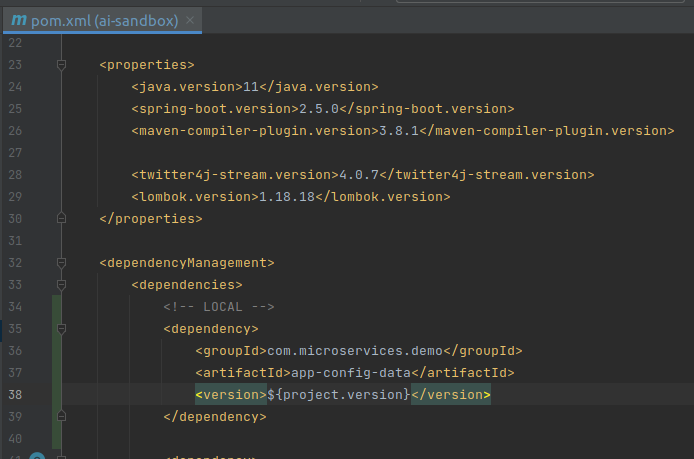 m pom.xml (ai-sandbox) ×
22
23 <properties>
24 <java.version>11</java.version>
25 <spring-boot.version>2.5.0</spring-boot.version>
26 <maven-compiler-plugin.version>3.8.1</maven-compiler-plugin.version>
27
28 <twitter4j-stream.version>4.0.7</twitter4j-stream.version>
29 <lombok.version>1.18.18</lombok.version>
30 </properties>
31
32 <dependencyManagement>
33 <dependencies>
34 <!-- LOCAL -->
35 <dependency>
36 <groupId>com.microservices.demo</groupId>
37 <artifactId>app-config-data</artifactId>
38 <version>${project.version}</version>
39 </dependency>
40